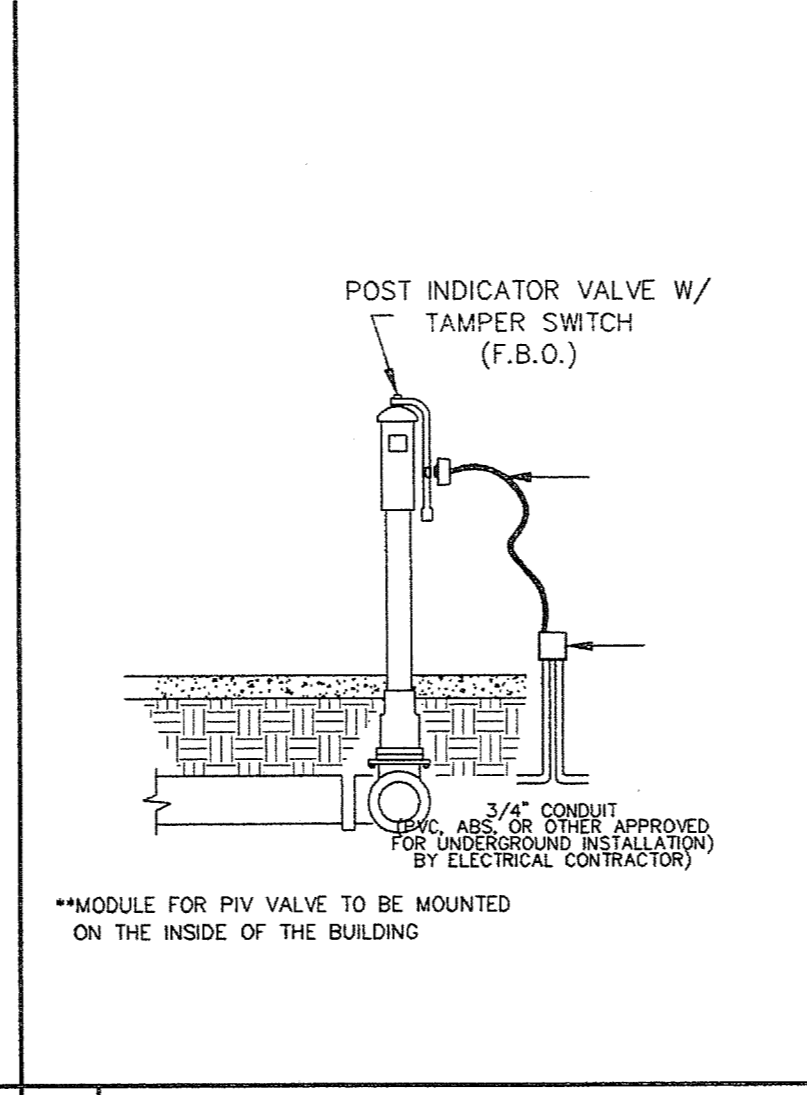 POST INDICATOR VALVE W/
TAMPER SWITCH
(F.B.O.)
3/4" CONDUIT
(PVC, ABS, OR OTHER APPROVED
FOR UNDERGROUND INSTALLATION)
BY ELECTRICAL CONTRACTOR)
**MODULE FOR PIV VALVE TO BE MOUNTED
ON THE INSIDE OF THE BUILDING